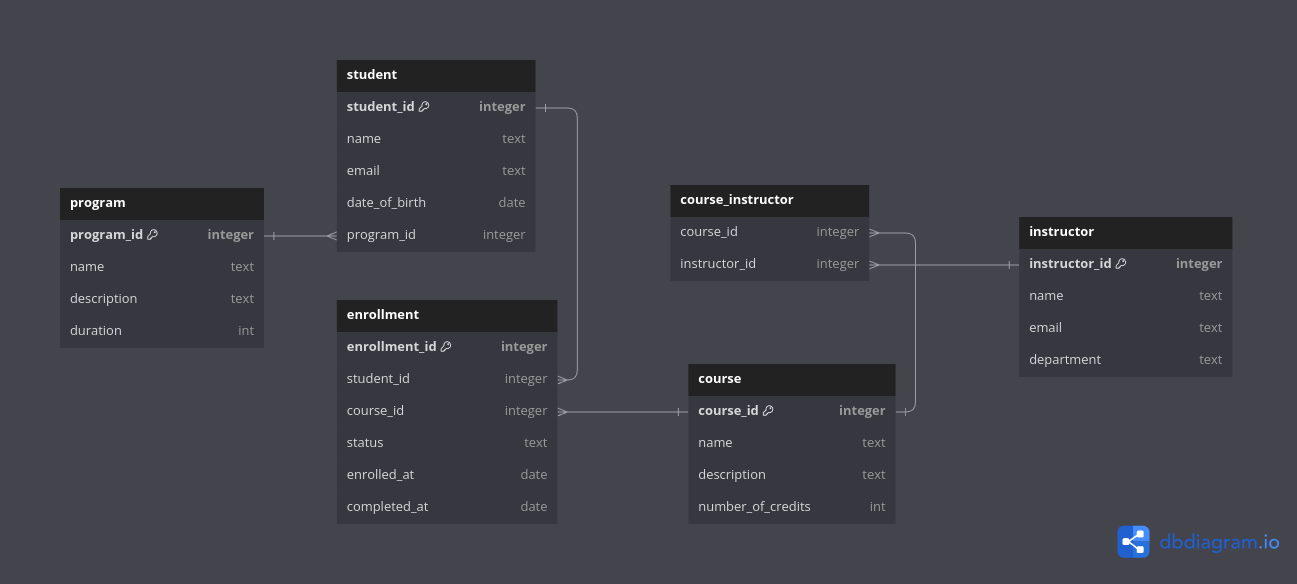 student
student_id integer
name text
email text
date_of_birth date
program_id integer
program
program_id integer
name text
description text
duration int
enrollment
enrollment_id integer
student_id integer
course_id integer
status text
enrolled_at date
completed_at date
course_instructor
course_id integer
instructor_id integer
course
course_id integer
name text
description text
number_of_credits int
instructor
instructor_id integer
name text
email text
department text
dbdiagram.io